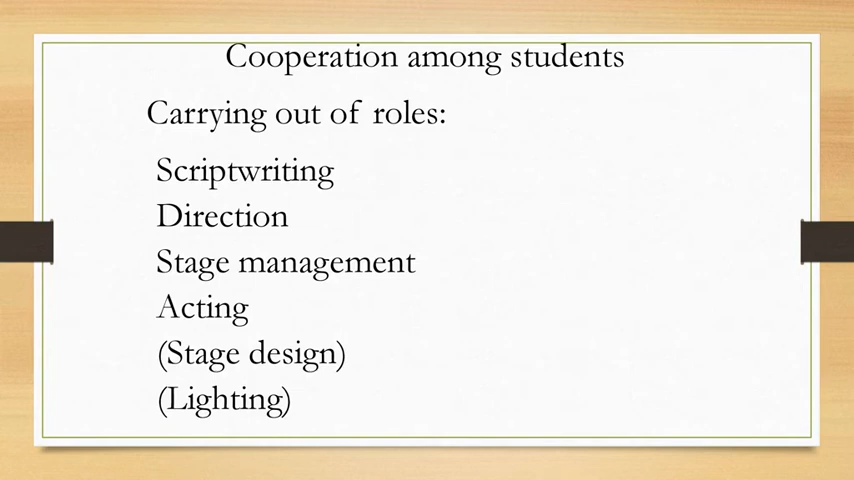 Cooperation among students
Carrying out of roles:
Scriptwriting
Direction
Stage management
Acting
(Stage design)
(Lighting)